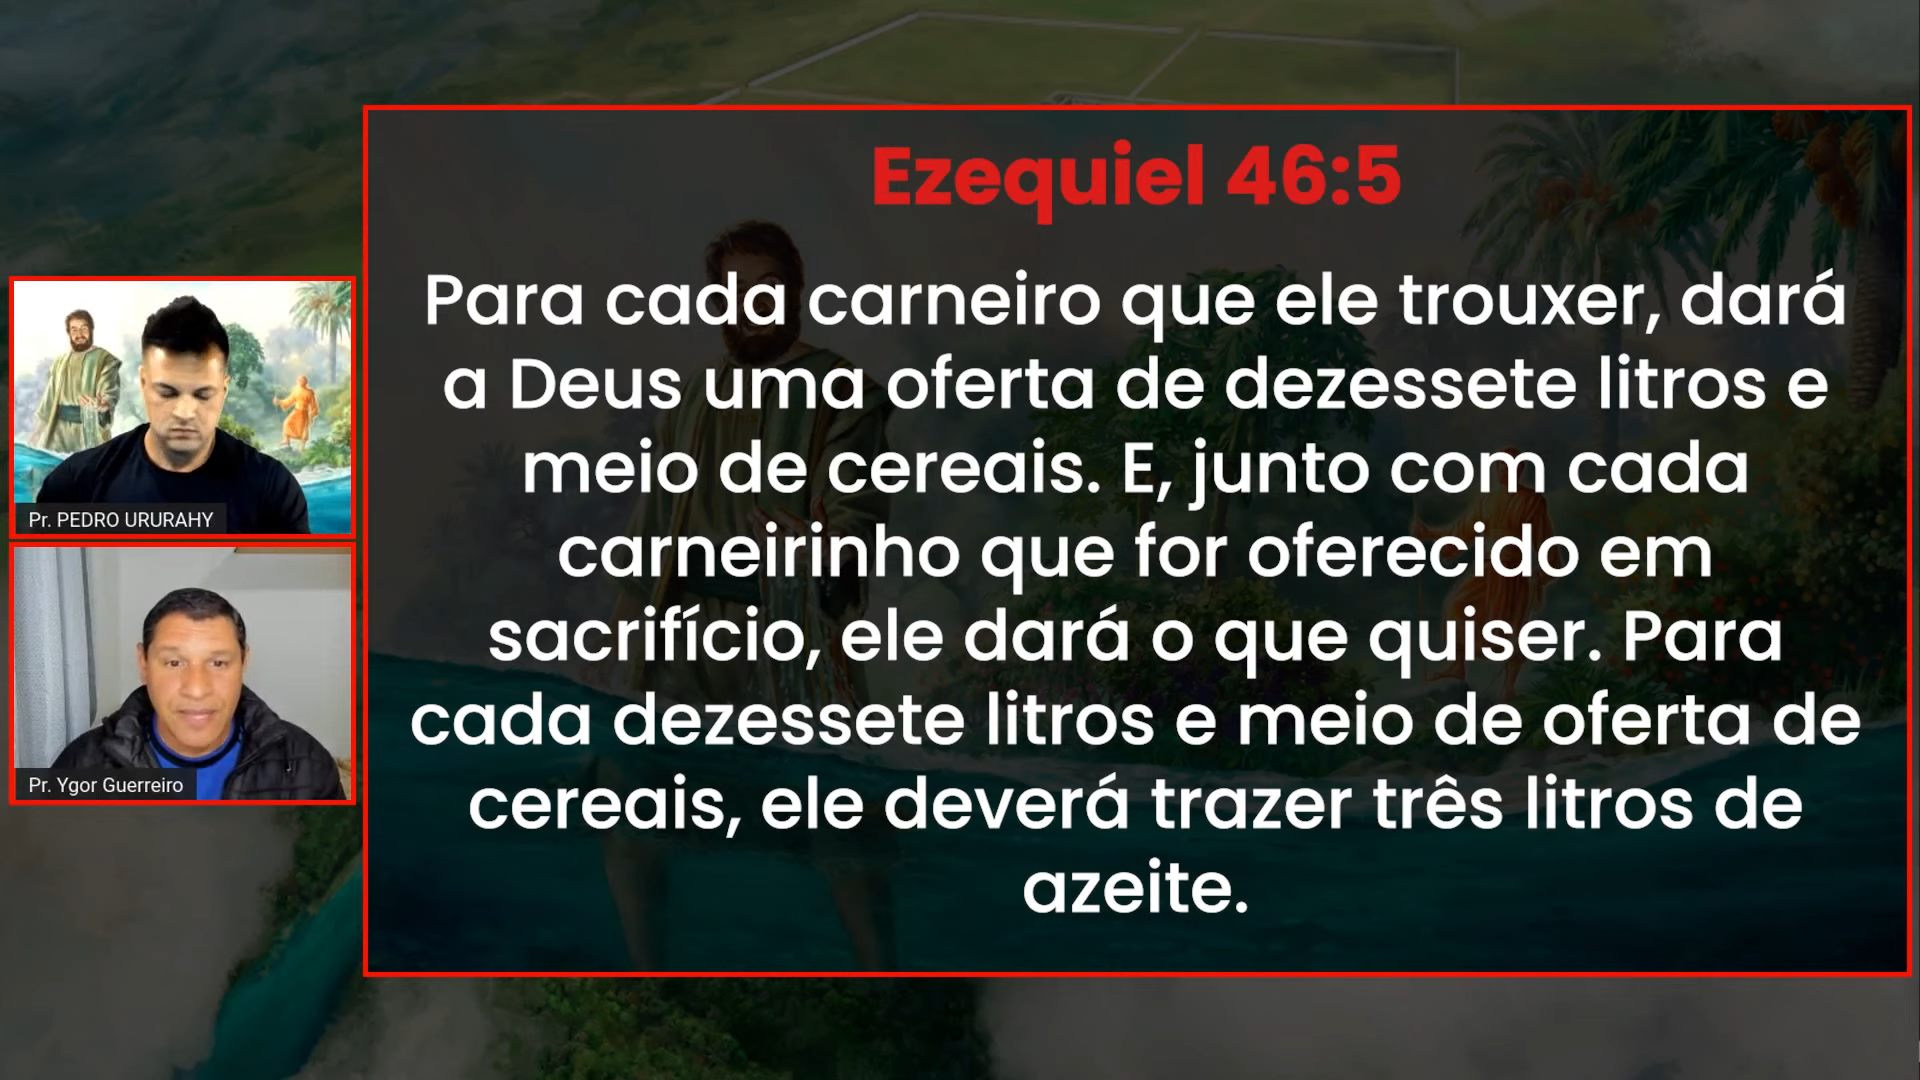 Ezequiel 46:5
Para cada carneiro que ele trouxer, dará
a Deus uma oferta de dezessete litros e
meio de cereais. E, junto com cada
carneirinho que for oferecido em
sacrifício, ele dará o que quiser. Para
cada dezessete litros e meio de oferta de
cereais, ele deverá trazer três litros de
azeite.
Pr. PEDRO URURAHY
Pr. Ygor Guerreiro